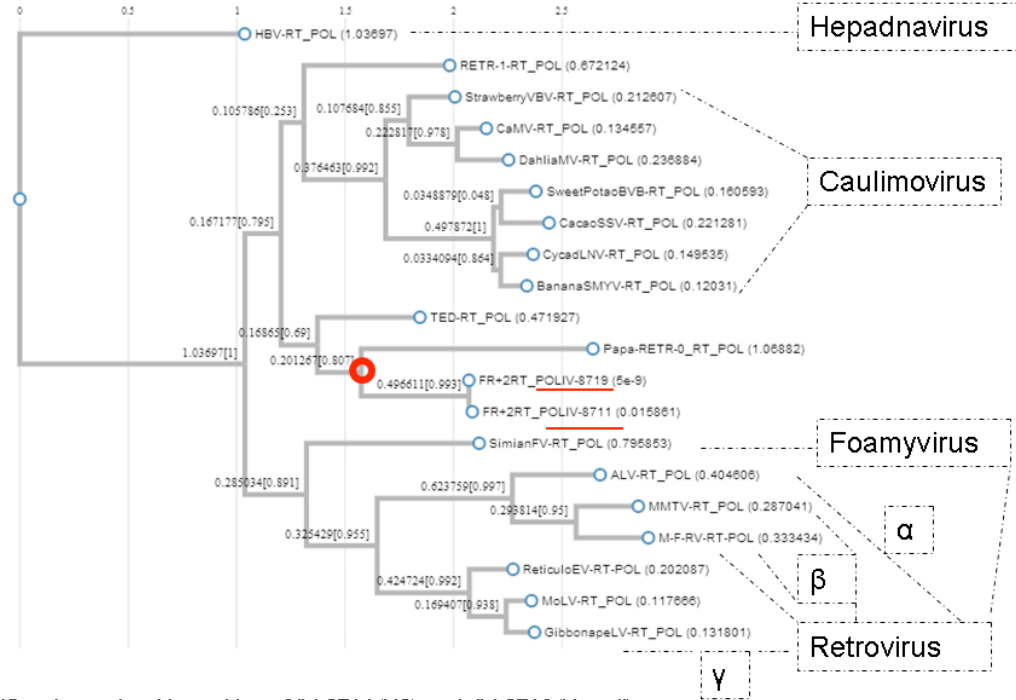 0 0.5 1 1.5 2 2.5
HBV-RT_POL (1.03697)
Hepadnavirus
RETR-1-RT_POL (0.672124)
0.105786[0.253]
0.107684[0.855]
StrawberryVBV-RT_POL (0.212607)
0.222817[0.978]
CaMV-RT_POL (0.134557)
DahliaMV-RT_POL (0.236884)
0.376463[0.992]
Caulimovirus
0.0348879[0.048]
SweetPotaoBVB-RT_POL (0.160593)
0.167177[0.795]
0.497872[1]
CacaoSSV-RT_POL (0.221281)
0.0334094[0.864]
CycadLNV-RT_POL (0.149535)
BananaSMYV-RT_POL (0.12031)
TED-RT_POL (0.471927)
0.16865[0.69]
1.03697[1]
0.201267[0.807]
Papa-RETR-0_RT_POL (1.06882)
0.496611[0.993]
FR+2RT_POLIV-8719 (5e-9)
FR+2RT_POLIV-8711 (0.015861)
SimianFV-RT_POL (0.795853)
Foamyvirus
0.285034[0.891]
0.623759[0.997]
ALV-RT_POL (0.404606)
0.293814[0.95]
MMTV-RT_POL (0.287041)
α
0.325429[0.955]
M-F-RV-RT-POL (0.333434)
0.424724[0.992]
ReticuloEV-RT-POL (0.202087)
β
0.169407[0.938]
MoLV-RT_POL (0.117666)
GibbonapeLV-RT_POL (0.131801)
Retrovirus
γ